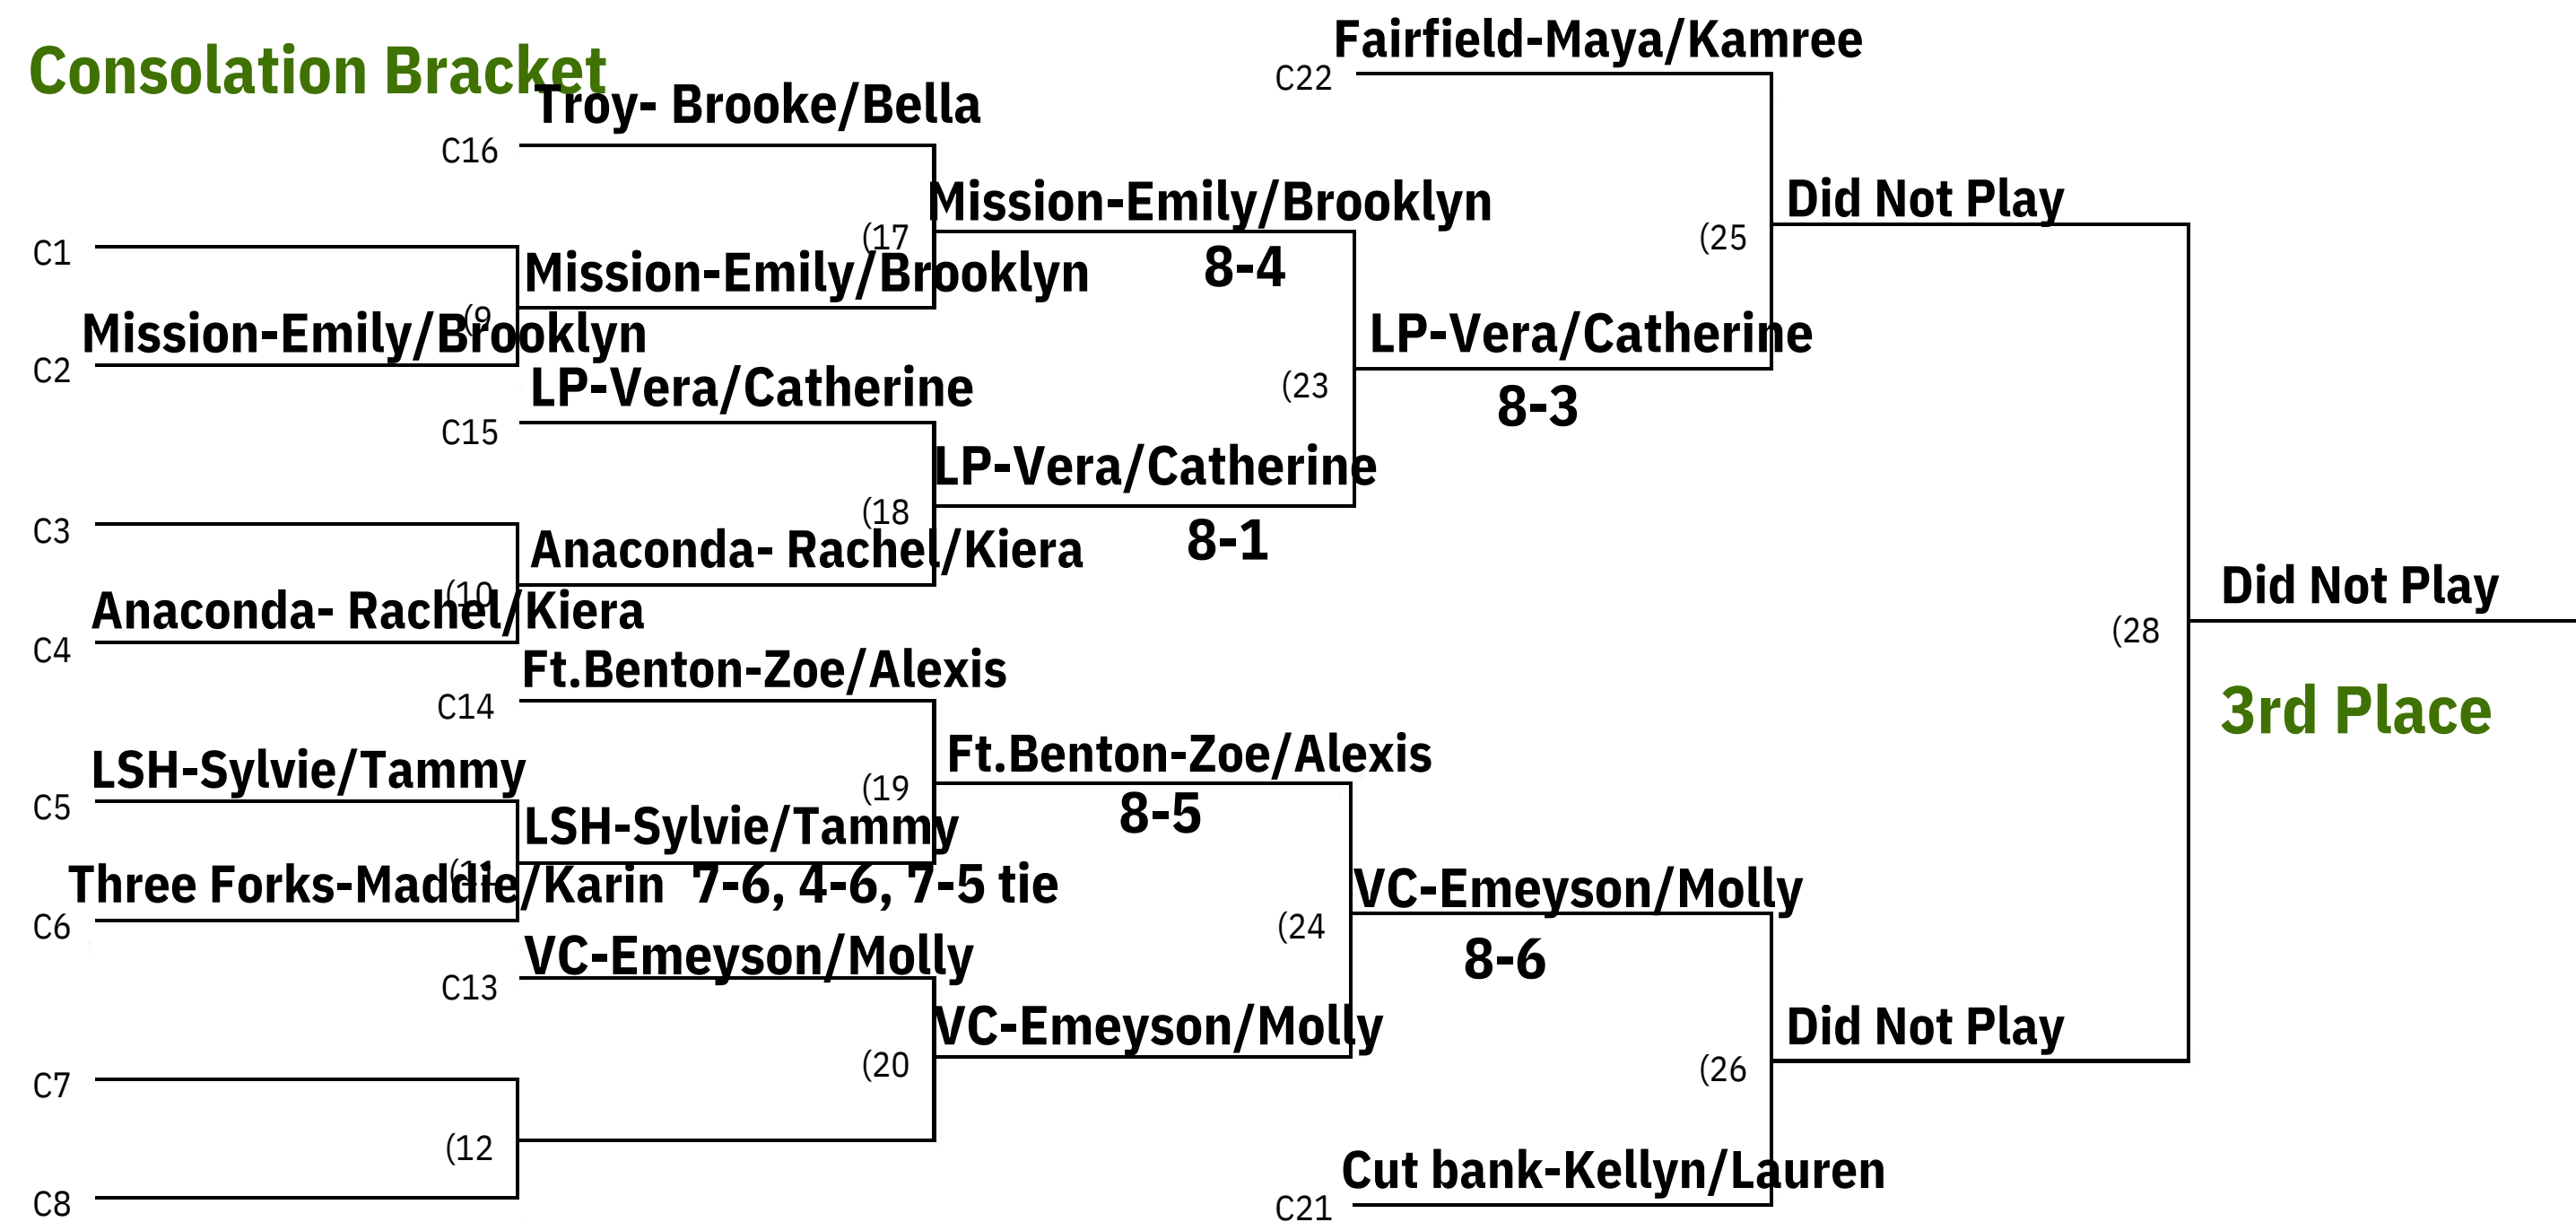 Consolation Bracket
Fairfield-Maya/Kamree
C22
Troy- Brooke/Bella
C16
Mission-Emily/Brooklyn
Did Not Play
(17
(25
C1
8-4
Mission-Emily/Brooklyn
(9
Mission-Emily/Brooklyn
LP-Vera/Catherine
C2
LP-Vera/Catherine
(23
8-3
C15
LP-Vera/Catherine
(18
C3
8-1
Anaconda- Rachel/Kiera
(10
Anaconda- Rachel/Kiera
Did Not Play
(28
C4
Ft.Benton-Zoe/Alexis
C14
3rd Place
Ft.Benton-Zoe/Alexis
LSH-Sylvie/Tammy
(19
C5
8-5
LSH-Sylvie/Tammy
(11
Three Forks-Maddie/Karin 7-6, 4-6, 7-5 tie
VC-Emeyson/Molly
C6
(24
VC-Emeyson/Molly
8-6
C13
VC-Emeyson/Molly
Did Not Play
(20
(26
C7
(12
Cut bank-Kellyn/Lauren
C8
C21